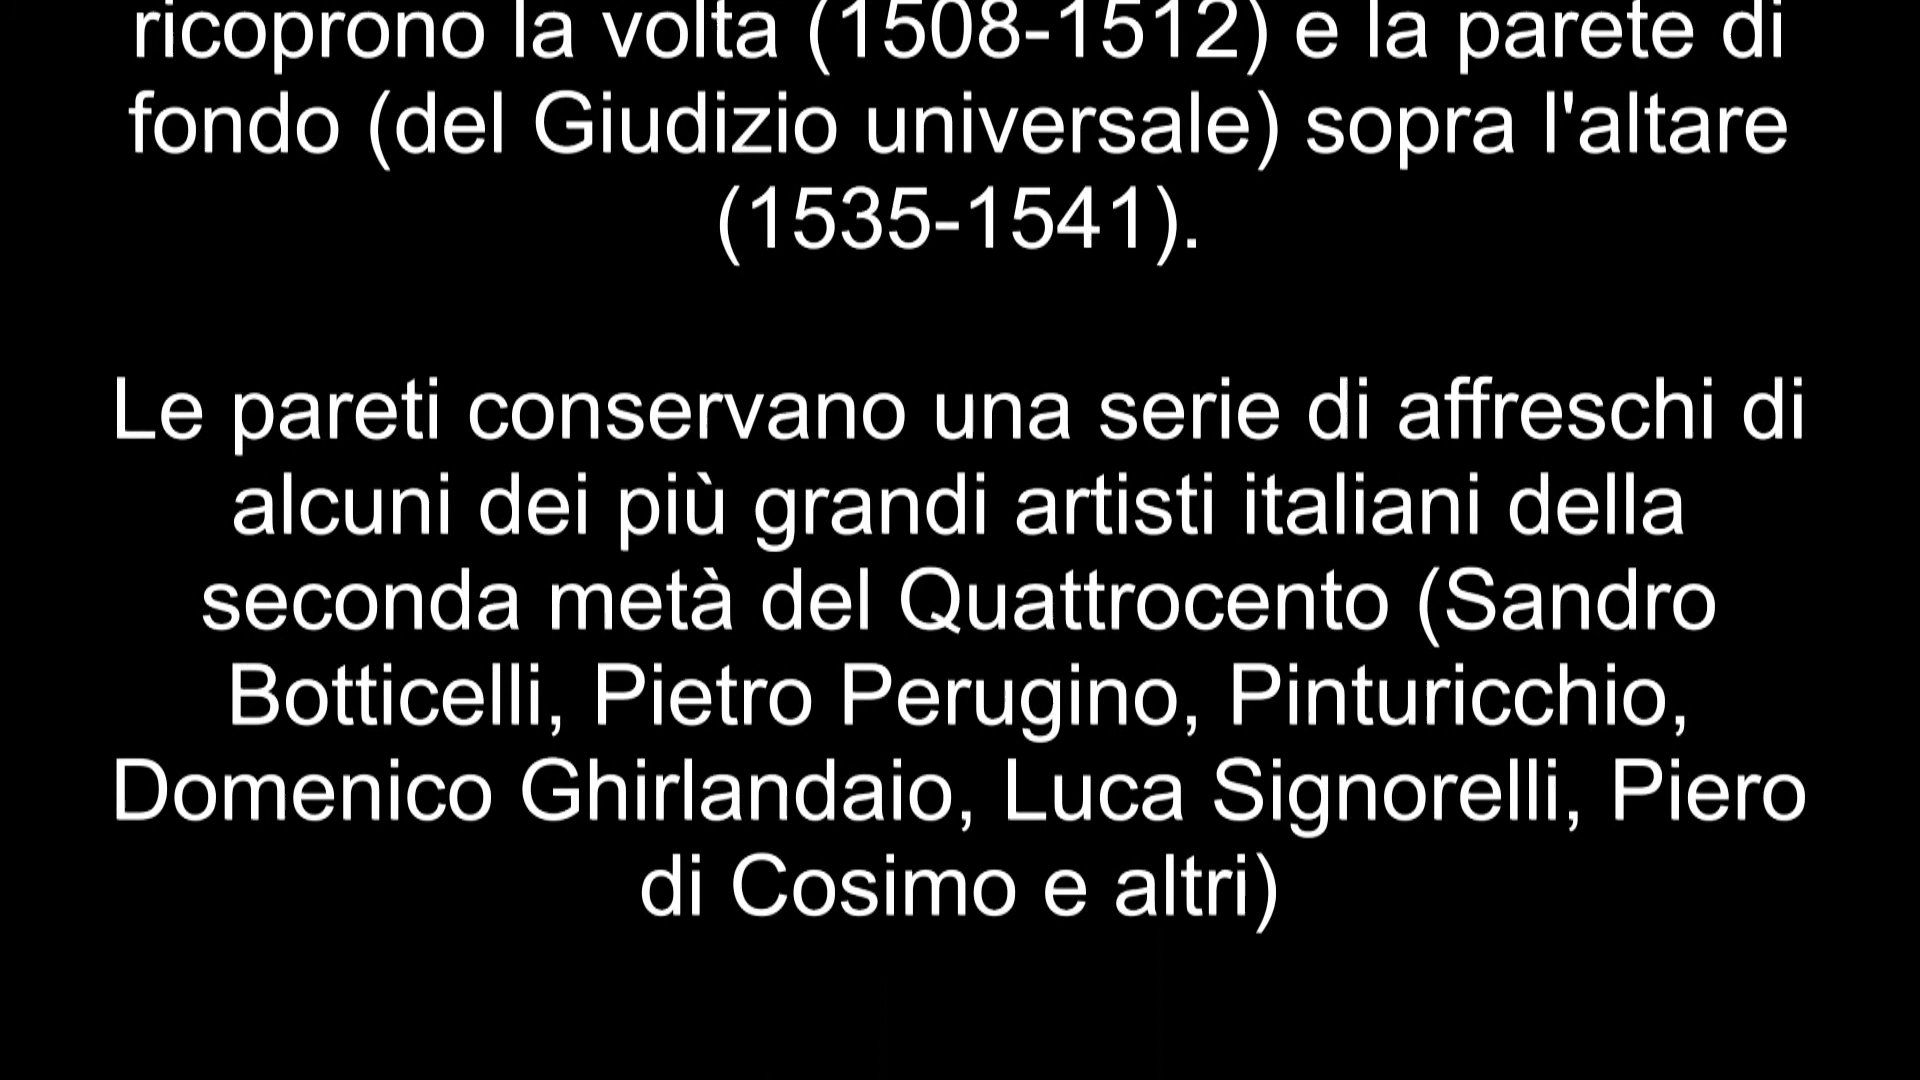 ricoprono la volta (1508-1512) e la parete di
fondo (del Giudizio universale) sopra l'altare
(1535-1541).
Le pareti conservano una serie di affreschi di
alcuni dei più grandi artisti italiani della
seconda metà del Quattrocento (Sandro
Botticelli, Pietro Perugino, Pinturicchio,
Domenico Ghirlandaio, Luca Signorelli, Piero
di Cosimo e altri)